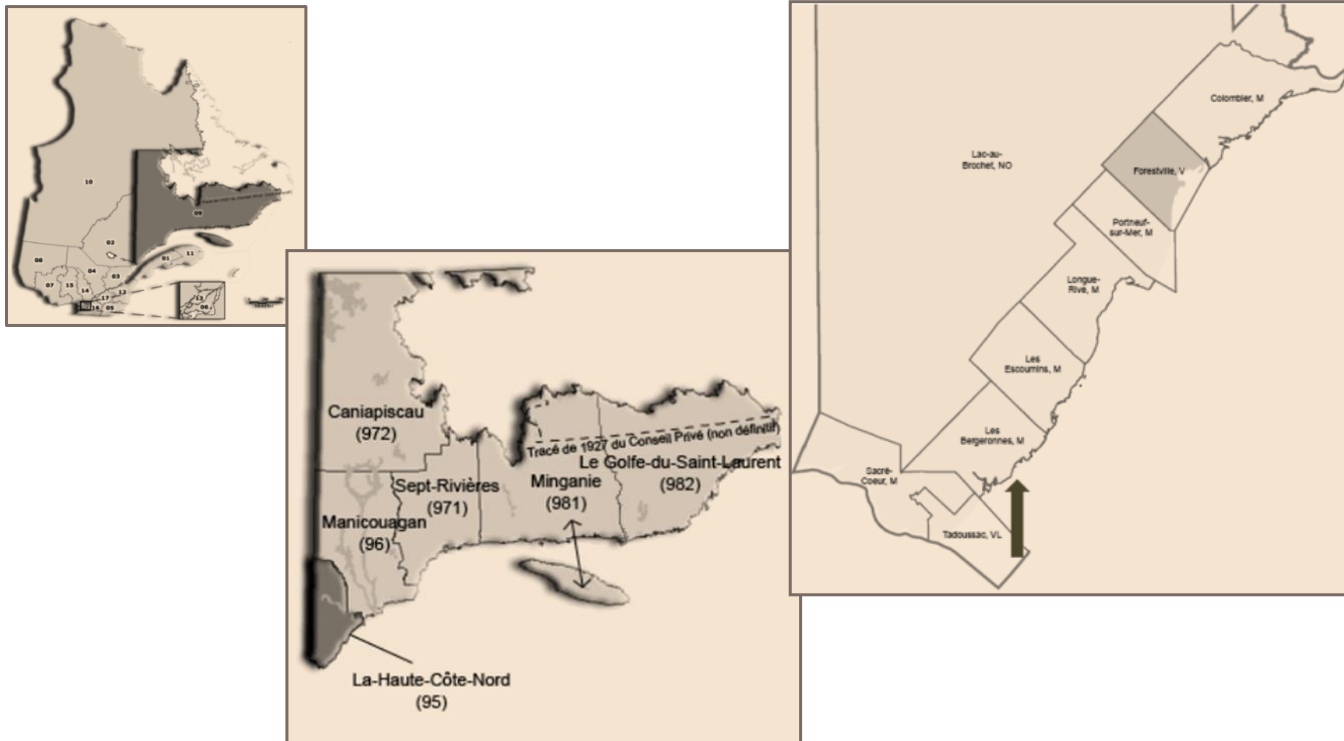 10
09
02
08
01
11
04
03
07
15
14
12
17
16
05
13
06
Caniapiscau
(972)
Tracé de 1927 du Conseil Privé (non définitif)
Le Golfe-du-Saint-Laurent
(982)
Sept-Rivières
(971)
Minganie
(981)
Manicouagan
(96)
La-Haute-Côte-Nord
(95)
Colombier, M
Lac-au-
Brochet, NO
Forestville, V
Portneuf-
sur-Mer, M
Longue-
Rive, M
Les
Escoumins, M
Les
Bergeronnes, M
Sacré-
Coeur, M
Tadoussac, VL